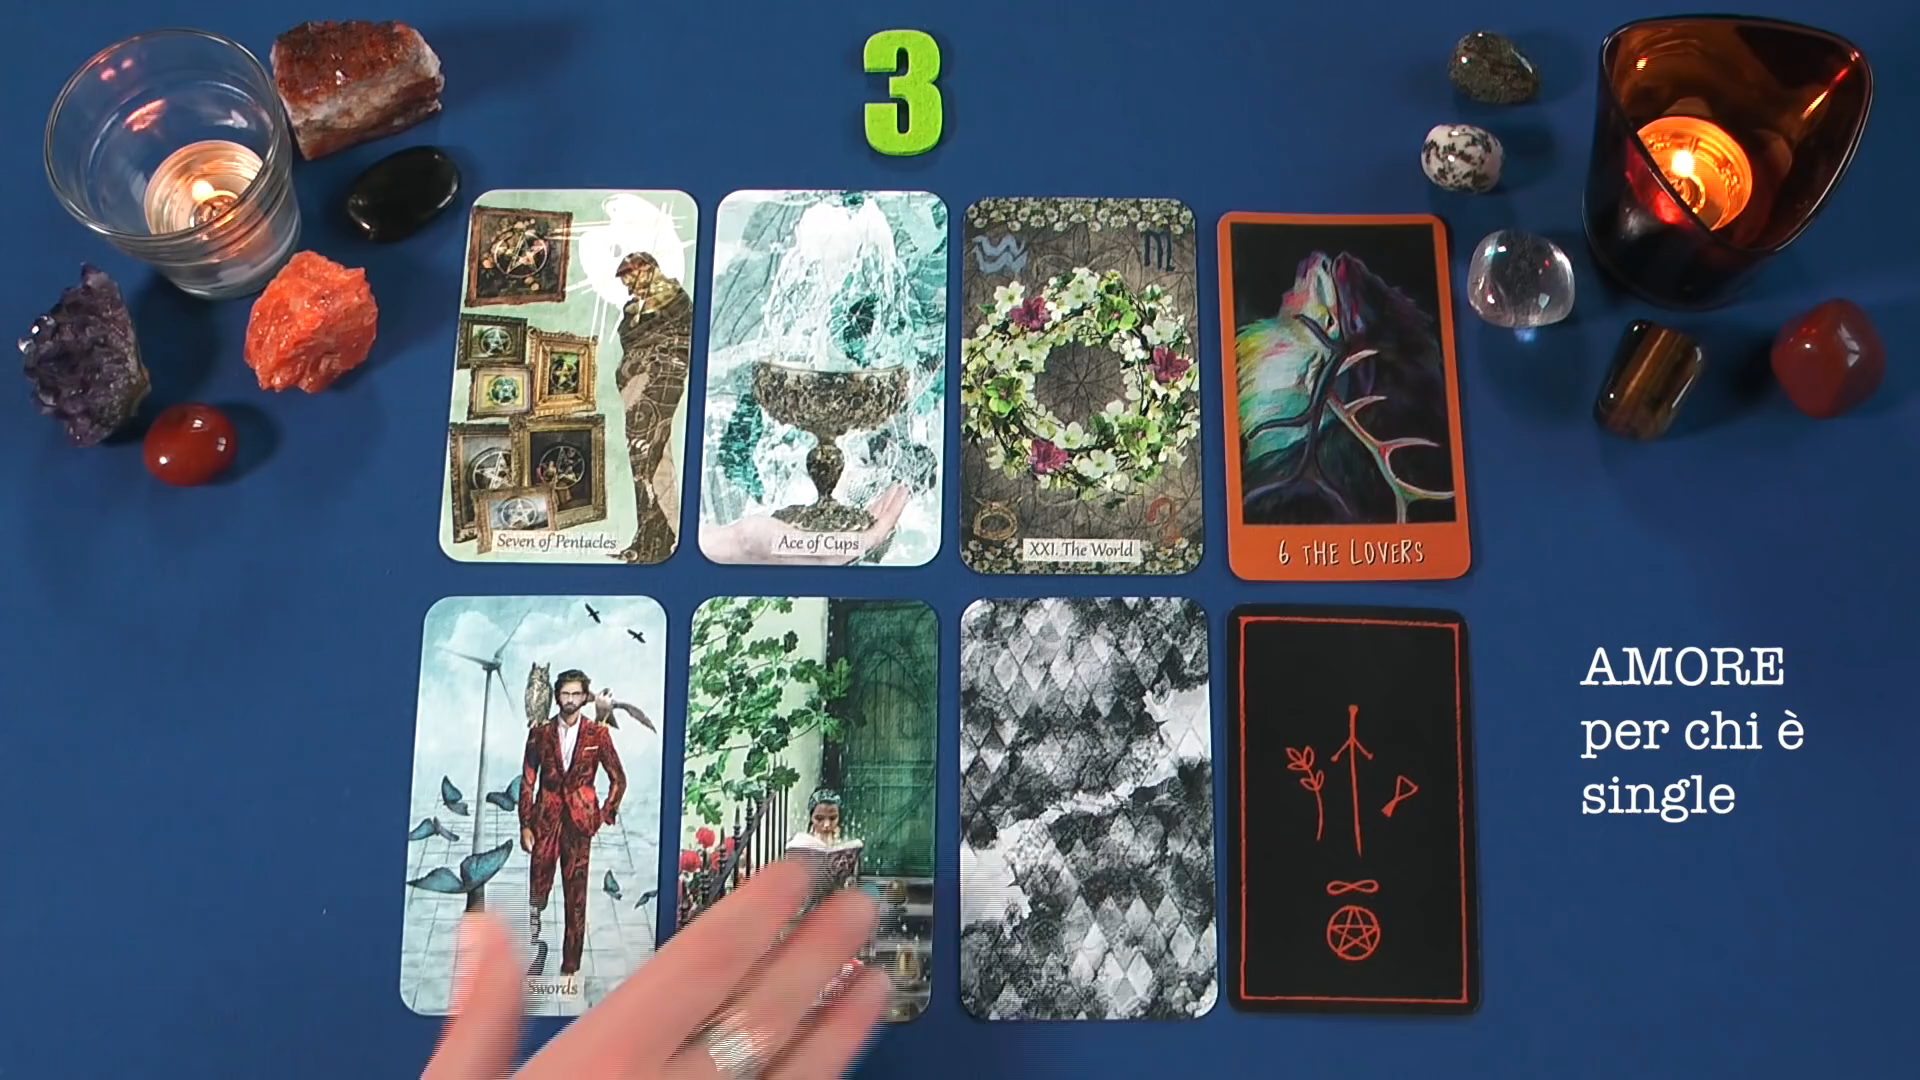 3
Seven of Pentacles
Ace of Cups
XXI. The World
6 THE LOVERS
Swords
AMORE
per chi è
single